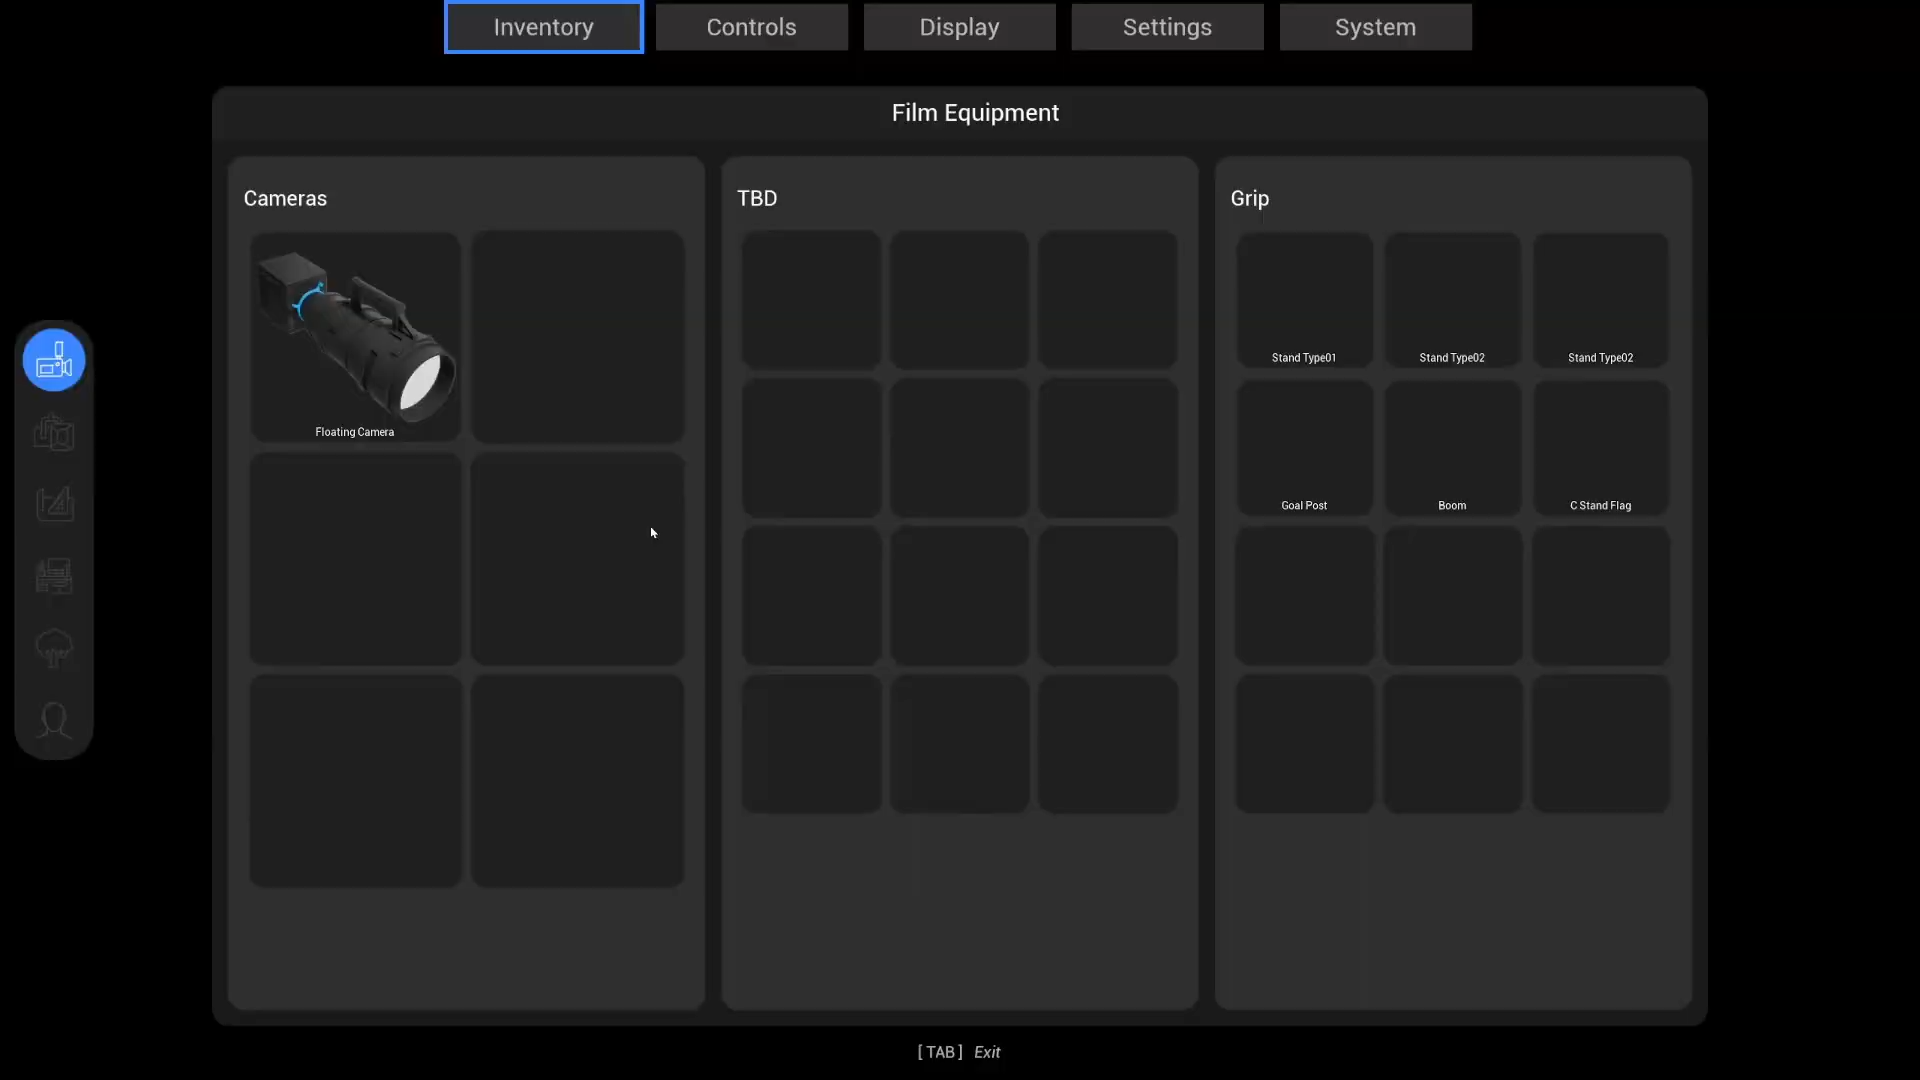 Inventory
Controls
Display
Settings
System
Film Equipment
Cameras
Floating Camera
TBD
Grip
Stand Type01
Stand Type02
Stand Type02
Goal Post
Boom
C Stand Flag
[ TAB ] Exit